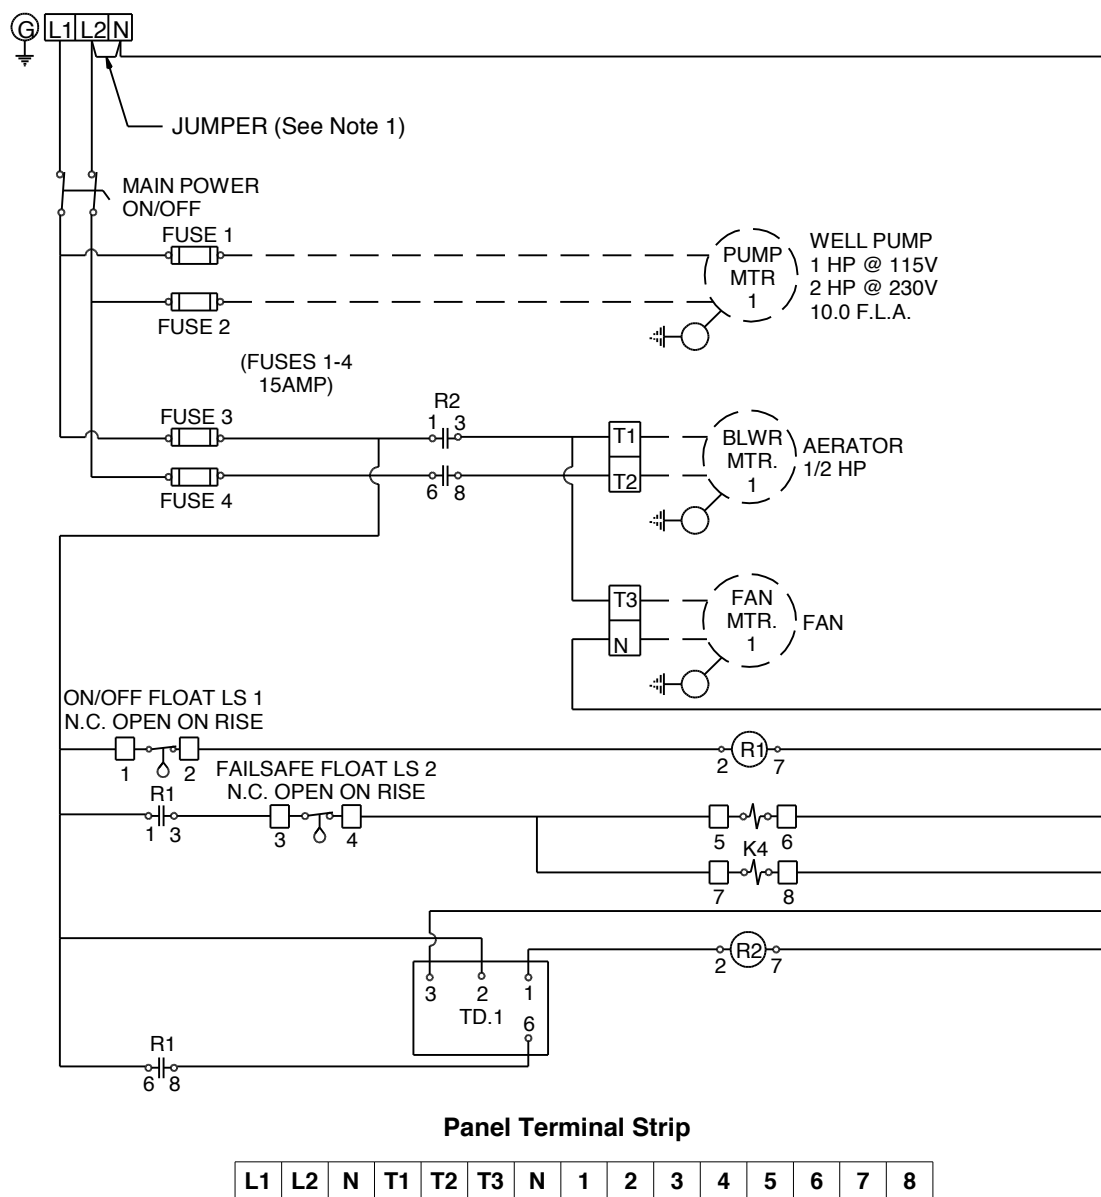 G L1 L2 N
JUMPER (See Note 1)
MAIN POWER
ON/OFF
FUSE 1
PUMP
MTR
1
WELL PUMP
1 HP @ 115V
2 HP @ 230V
10.0 F.L.A.
FUSE 2
(FUSES 1-4
15AMP)
FUSE 3
R2
1 3
T1
BLWR
MTR.
1
AERATOR
1/2 HP
FUSE 4
6 8
T2
T3
FAN
MTR.
1
FAN
N
ON/OFF FLOAT LS 1
N.C. OPEN ON RISE
1 2
R1
2 7
FAILSAFE FLOAT LS 2
N.C. OPEN ON RISE
R1
1 3
3 4
5 6
K4
7 8
R2
2 7
3 2 1
TD.1
6
R1
6 8
Panel Terminal Strip
L1 L2 N T1 T2 T3 N 1 2 3 4 5 6 7 8